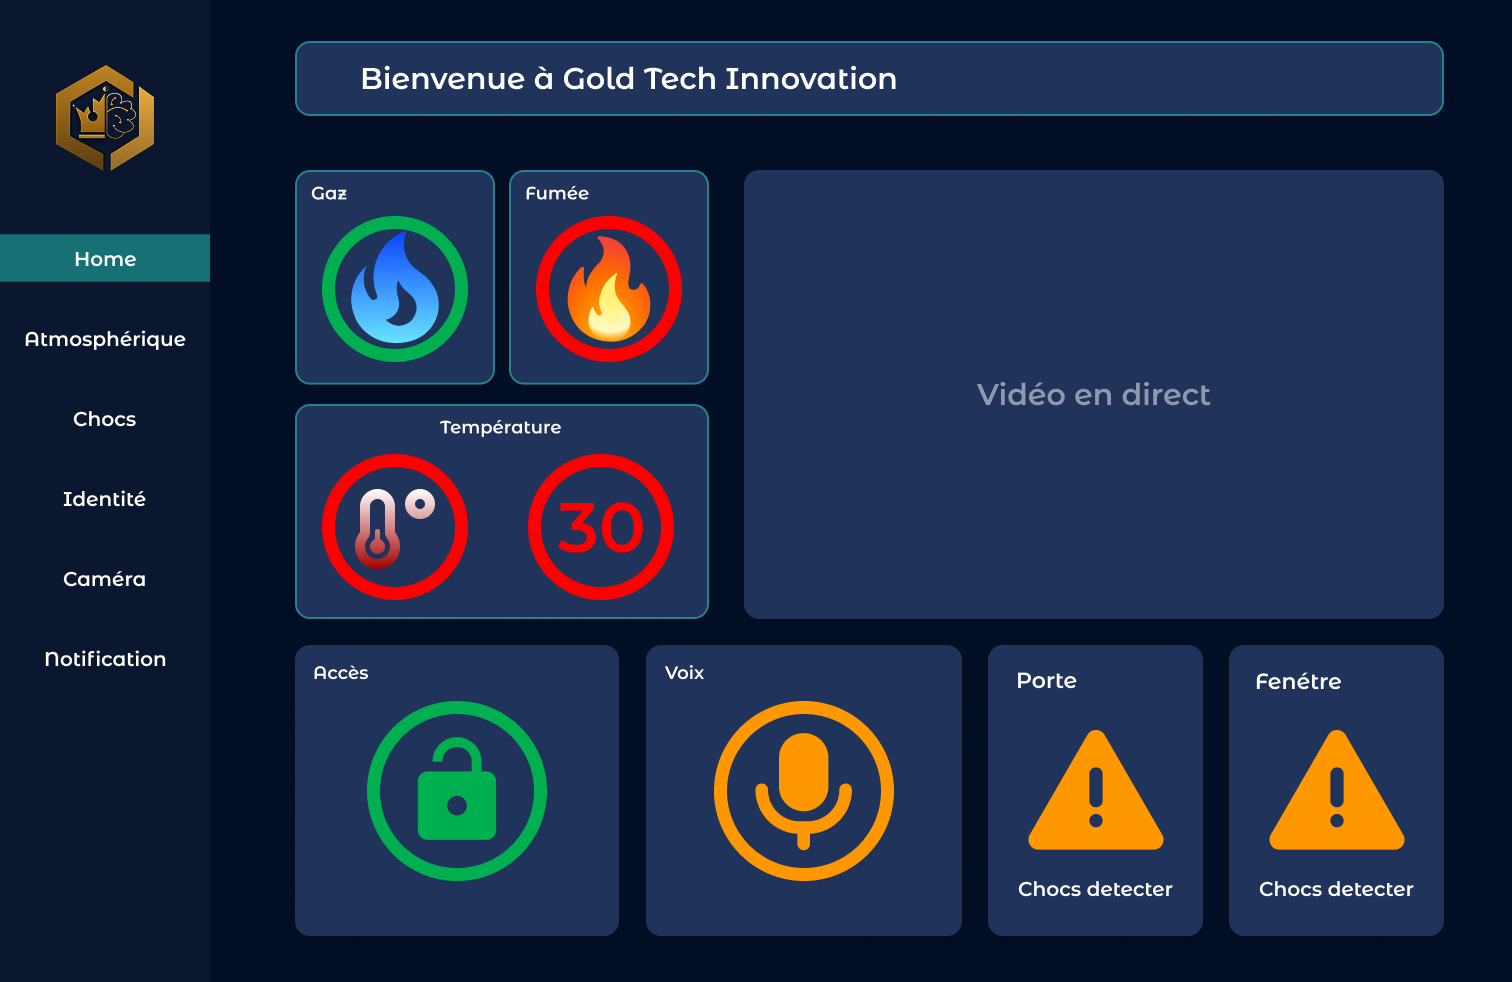 Bienvenue à Gold Tech Innovation
Home
Atmosphérique
Chocs
Identité
Caméra
Notification
Gaz
Fumée
Température
30
Vidéo en direct
Accès
Voix
Porte
Chocs detecter
Fenétre
Chocs detecter